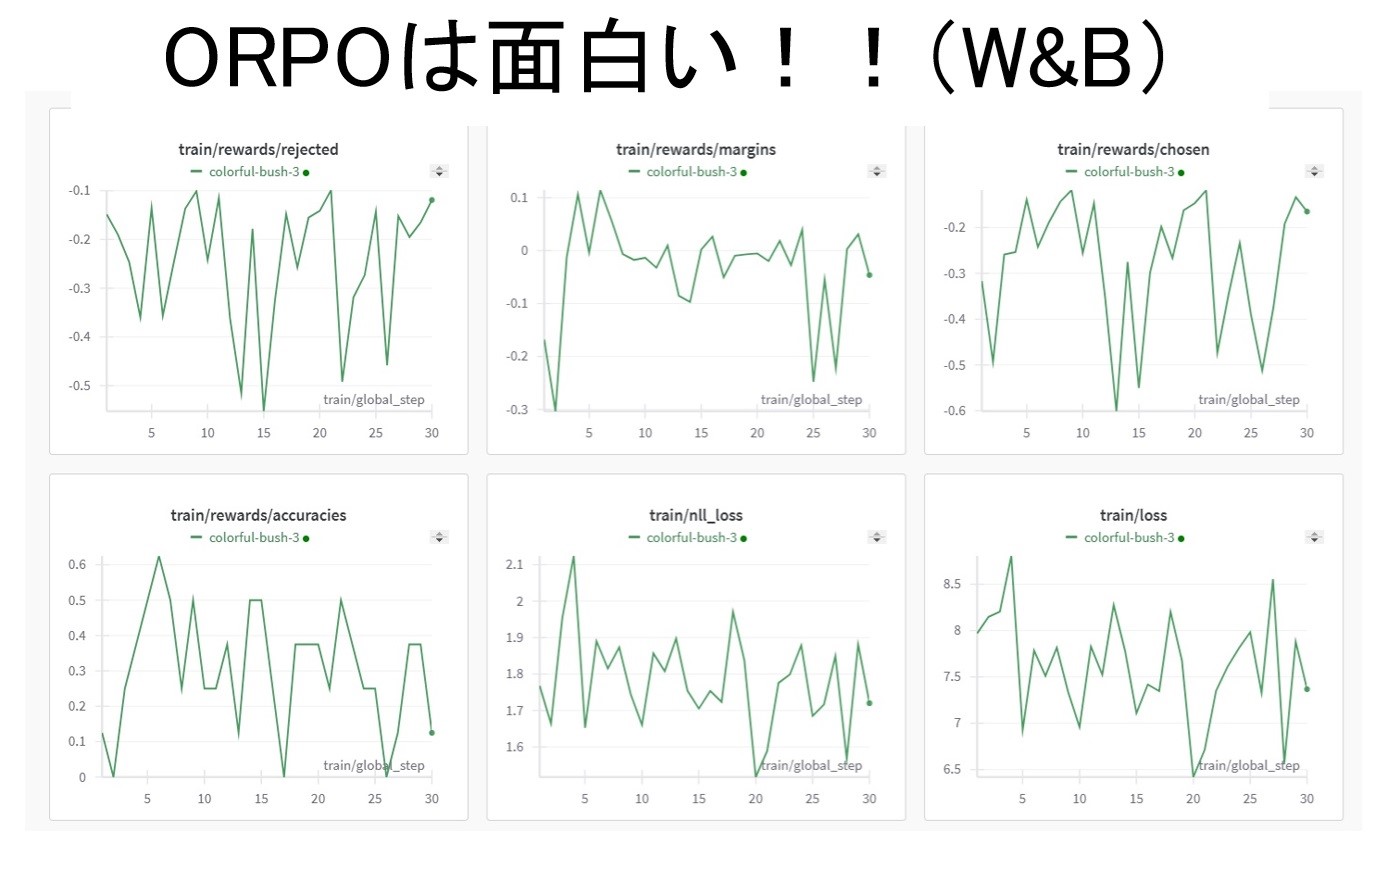 ORPOは面白い！！（W&B）
train/rewards/rejected
colorful-bush-3
-0.1
-0.2
-0.3
-0.4
-0.5
train/global_step
5 10 15 20 25 30
train/rewards/margins
colorful-bush-3
0.1
0
-0.1
-0.2
-0.3
train/global_step
5 10 15 20 25 30
train/rewards/chosen
colorful-bush-3
-0.2
-0.3
-0.4
-0.5
-0.6
train/global_step
5 10 15 20 25 30
train/rewards/accuracies
colorful-bush-3
0.6
0.5
0.4
0.3
0.2
0.1
0
train/global_step
5 10 15 20 25 30
train/nll_loss
colorful-bush-3
2.1
2
1.9
1.8
1.7
1.6
train/global_step
5 10 15 20 25 30
train/loss
colorful-bush-3
8.5
8
7.5
7
6.5
train/global_step
5 10 15 20 25 30